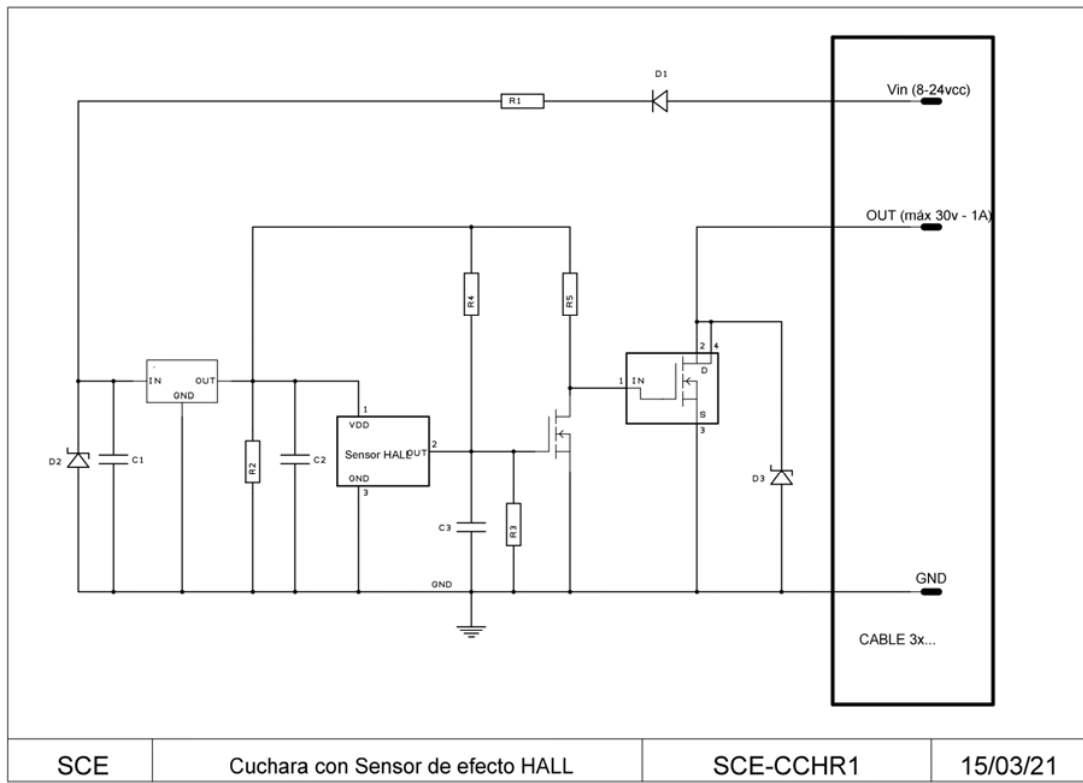 D1
R1
Vin (8-24vcc)
OUT (máx 30v - 1A)
R4
R5
2 4
D
1 IN
S
3
IN OUT
GND
1
VDD
Sensor HALL
OUT
2
GND
3
D2
C1
R2
C2
C3
R3
D3
GND
GND
CABLE 3x...
SCE
Cuchara con Sensor de efecto HALL
SCE-CCHR1
15/03/21